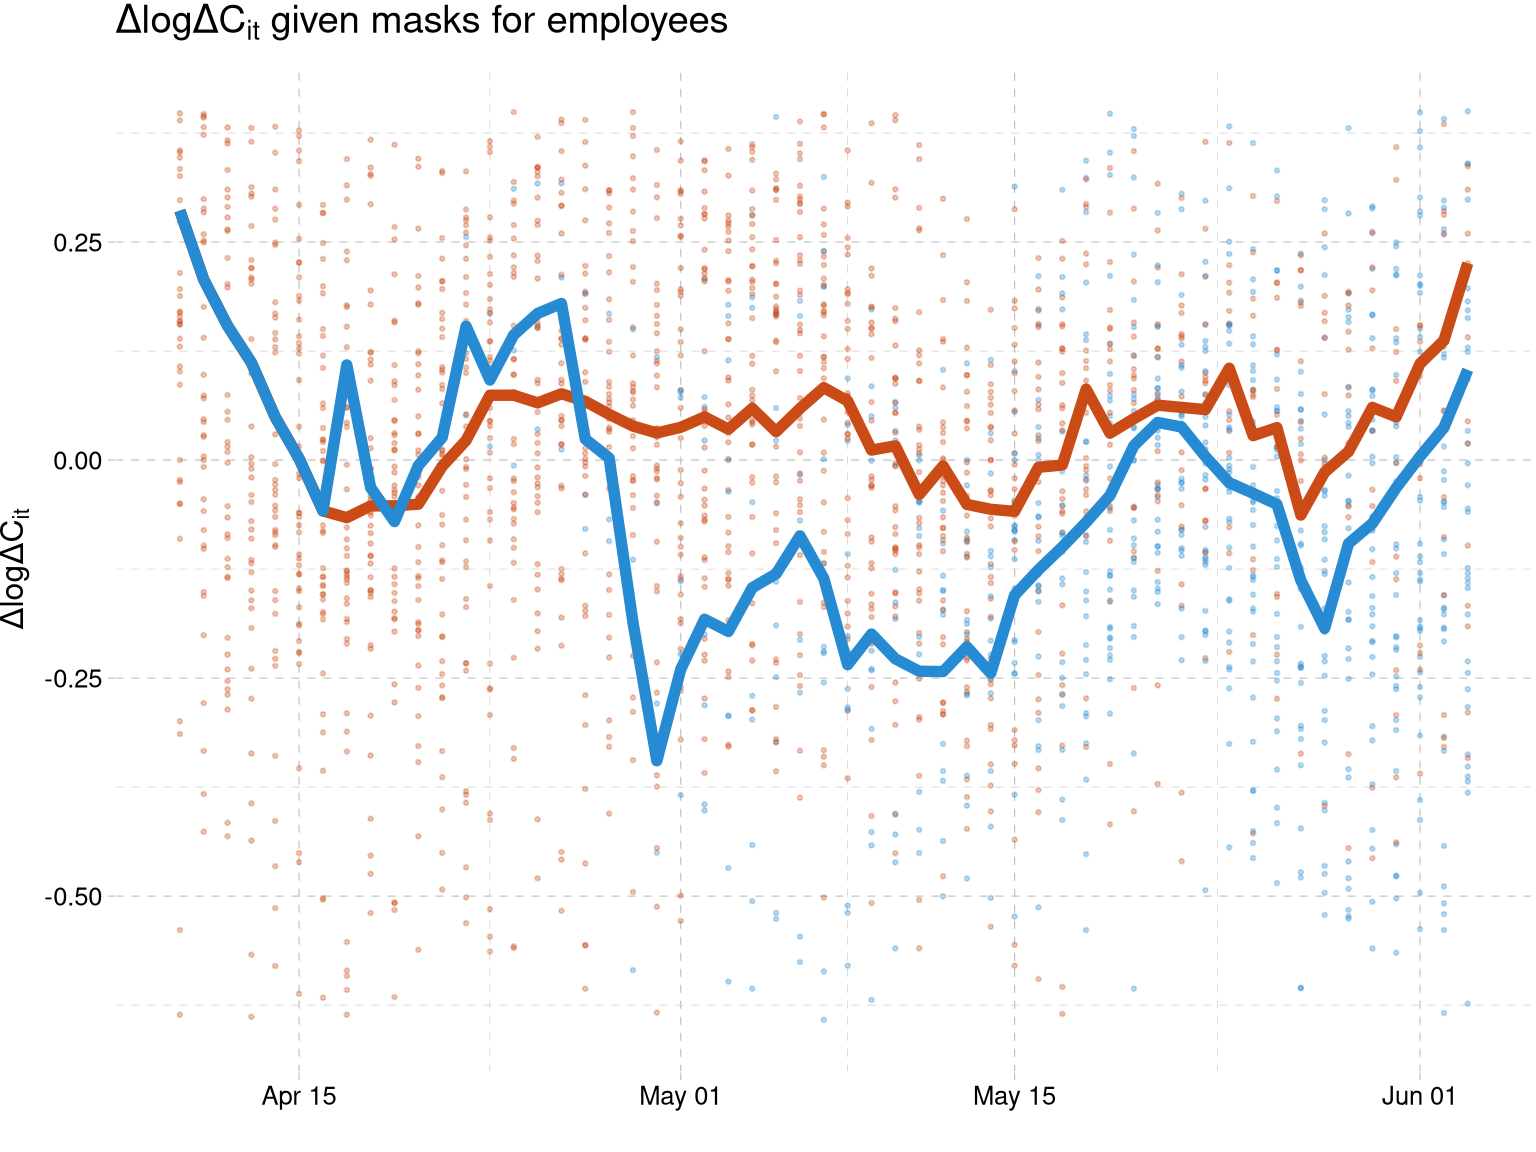 ΔlogΔCit given masks for employees
ΔlogΔCit
0.25
0.00
-0.25
-0.50
Apr 15
May 01
May 15
Jun 01